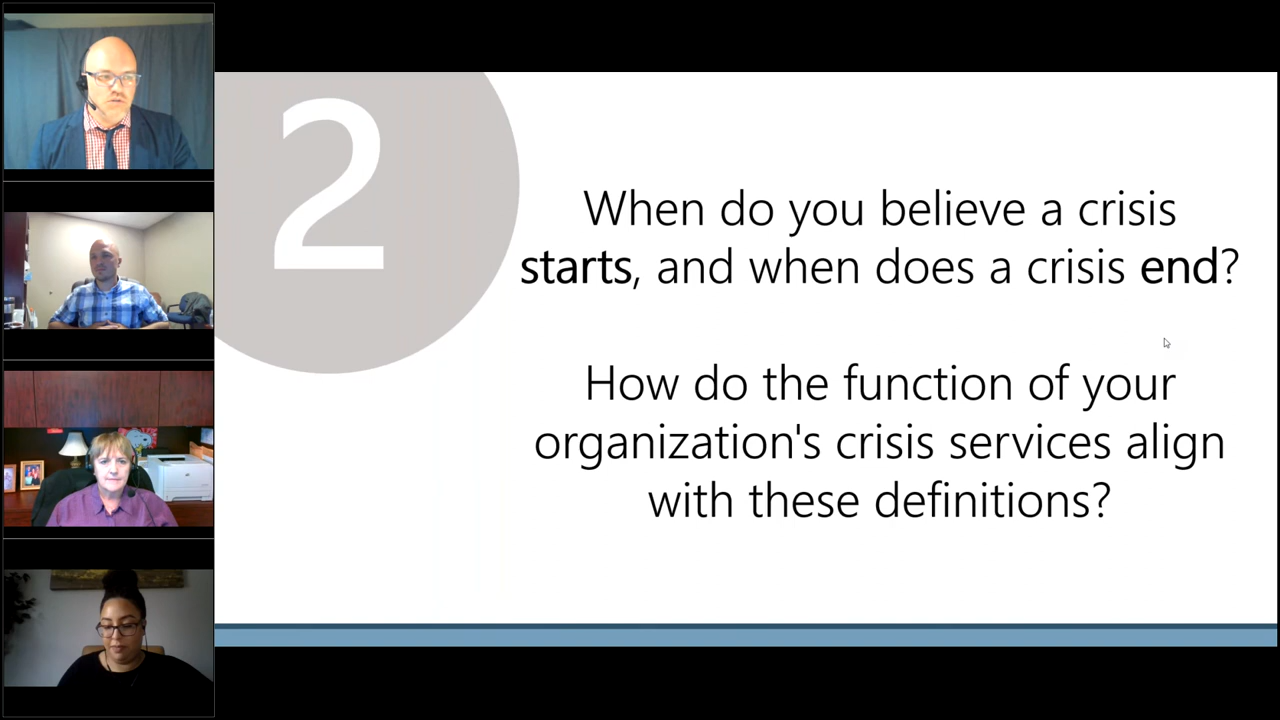 2
When do you believe a crisis
starts, and when does a crisis end?
How do the function of your
organization's crisis services align
with these definitions?